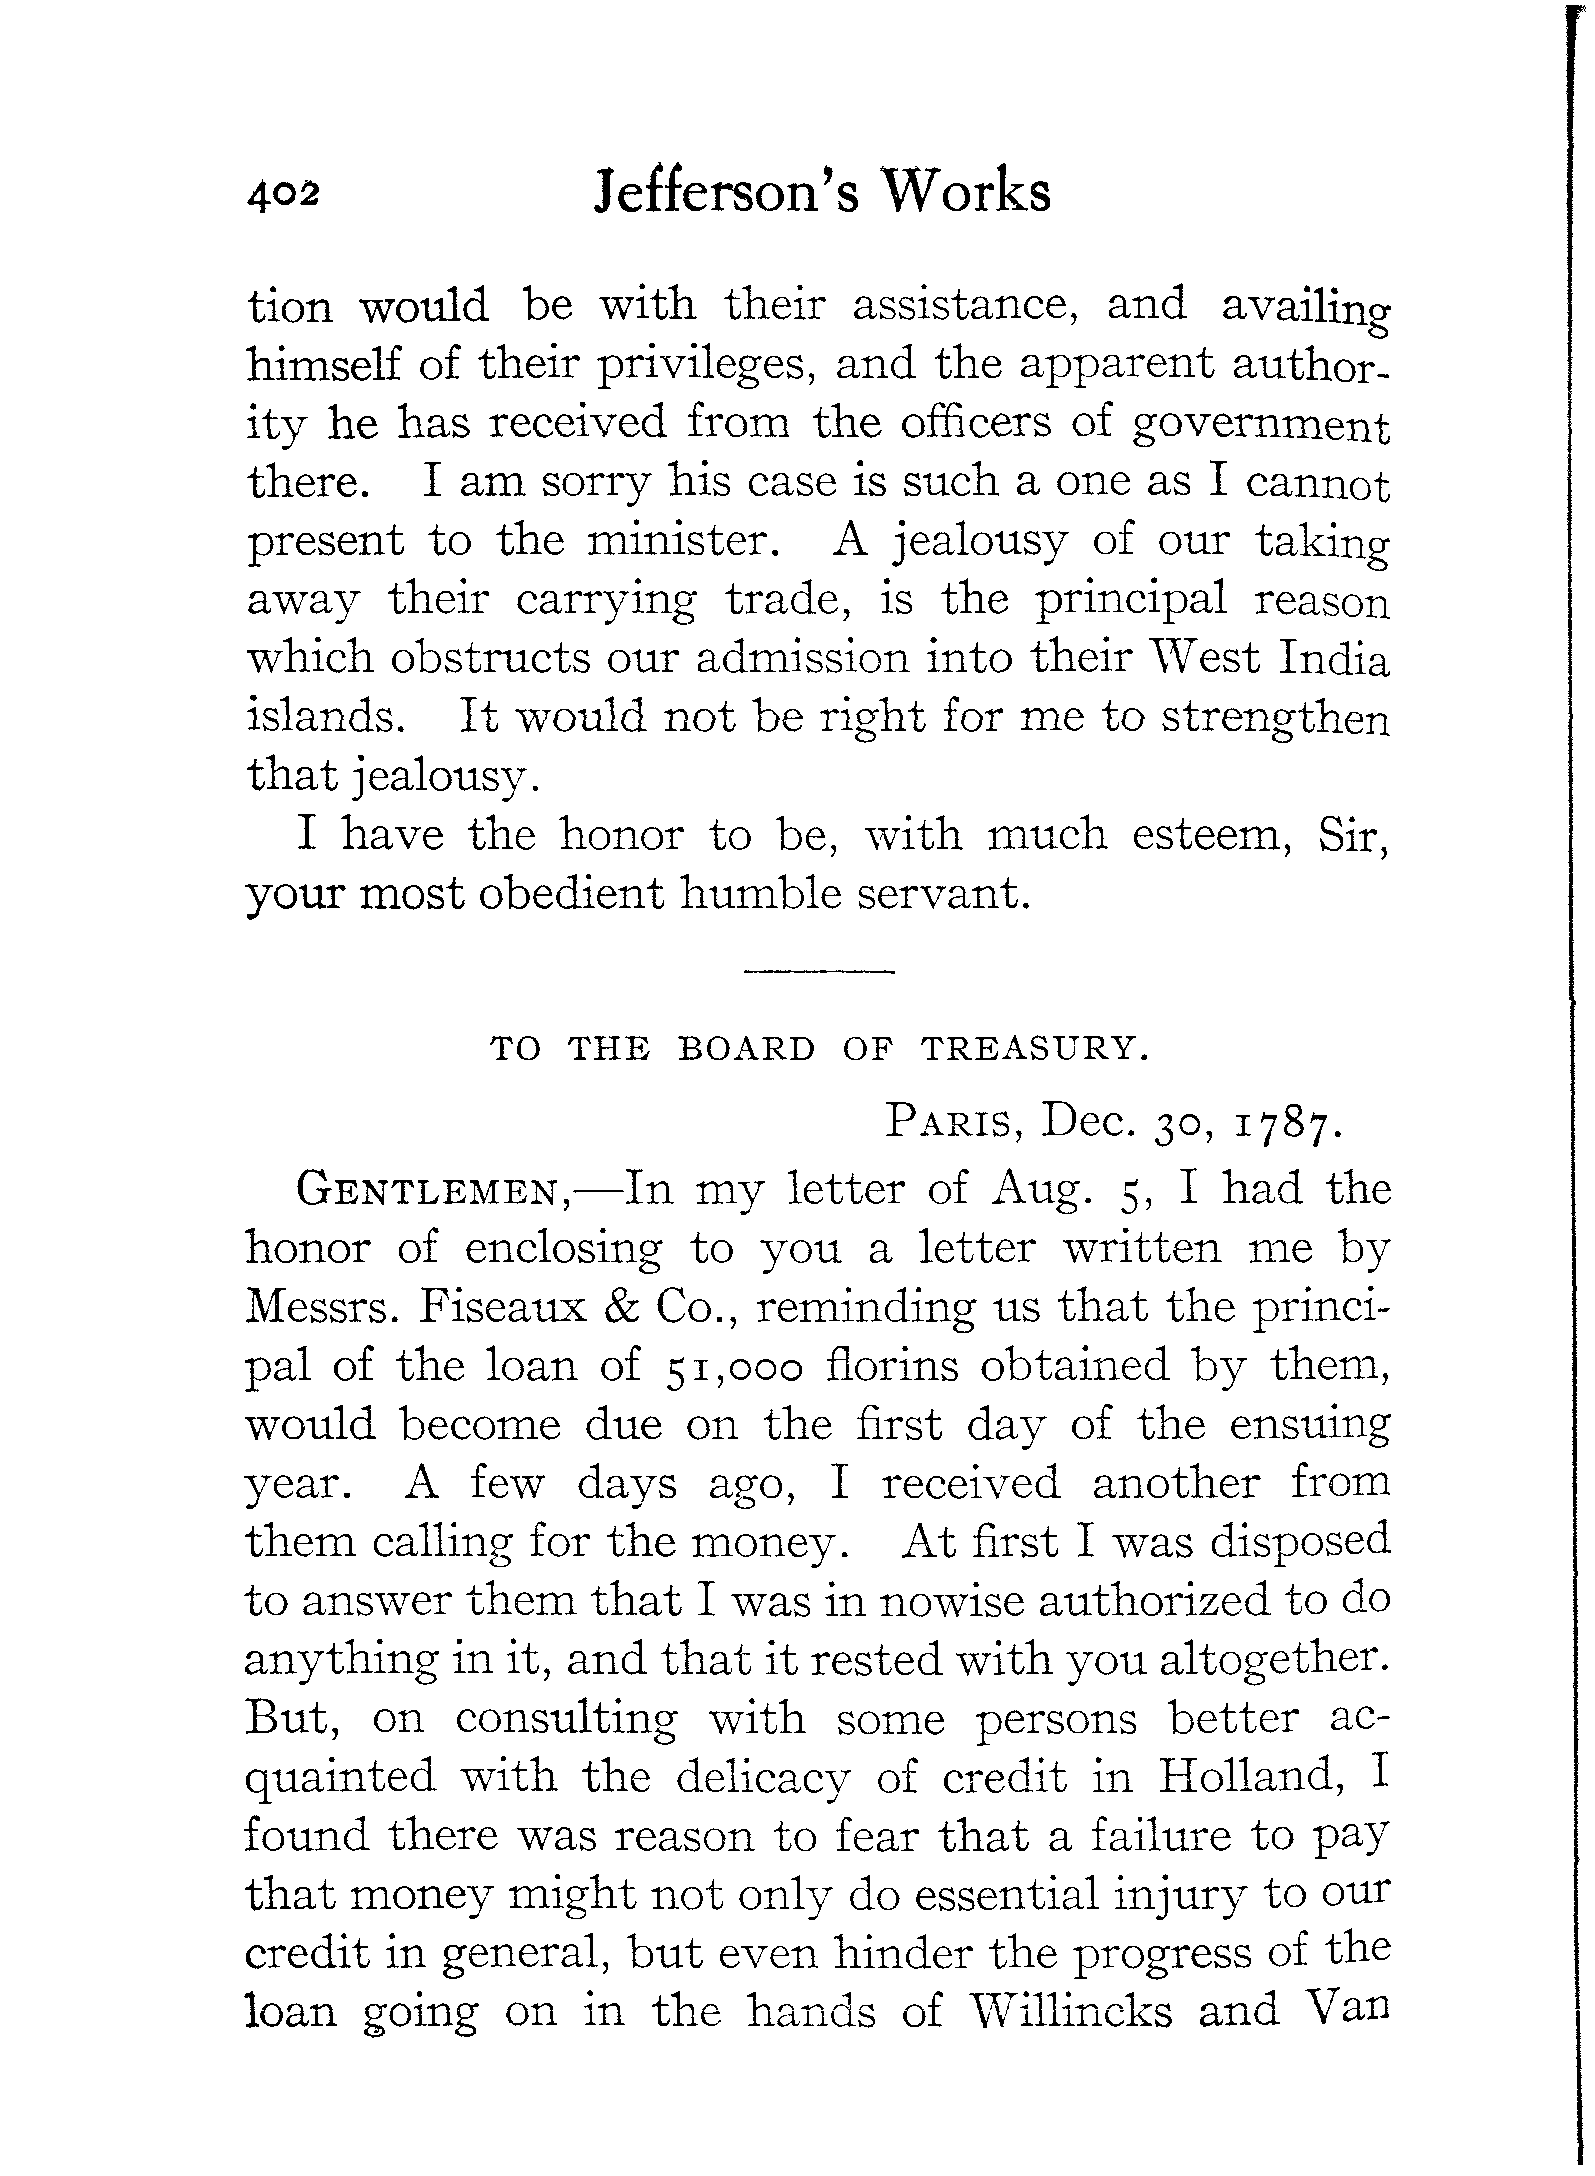 402 Jefferson's Works
tion would be with their assistance, and availing
himself of their privileges, and the apparent author-
ity he has received from the officers of government
there. I am sorry his case is such a one as I cannot
present to the minister. A jealousy of our taking
away their carrying trade, is the principal reason
which obstructs our admission into their West India
islands. It would not be right for me to strengthen
that jealousy.
I have the honor to be, with much esteem, Sir,
your most obedient humble servant.
TO THE BOARD OF TREASURY.
PARIS, Dec. 30, 1787.
GENTLEMEN,—In my letter of Aug. 5, I had the
honor of enclosing to you a letter written me by
Messrs. Fiseaux & Co., reminding us that the princi-
pal of the loan of 51,000 florins obtained by them,
would become due on the first day of the ensuing
year. A few days ago, I received another from
them calling for the money. At first I was disposed
to answer them that I was in nowise authorized to do
anything in it, and that it rested with you altogether.
But, on consulting with some persons better ac-
quainted with the delicacy of credit in Holland, I
found there was reason to fear that a failure to pay
that money might not only do essential injury to our
credit in general, but even hinder the progress of the
loan going on in the hands of Willincks and Van